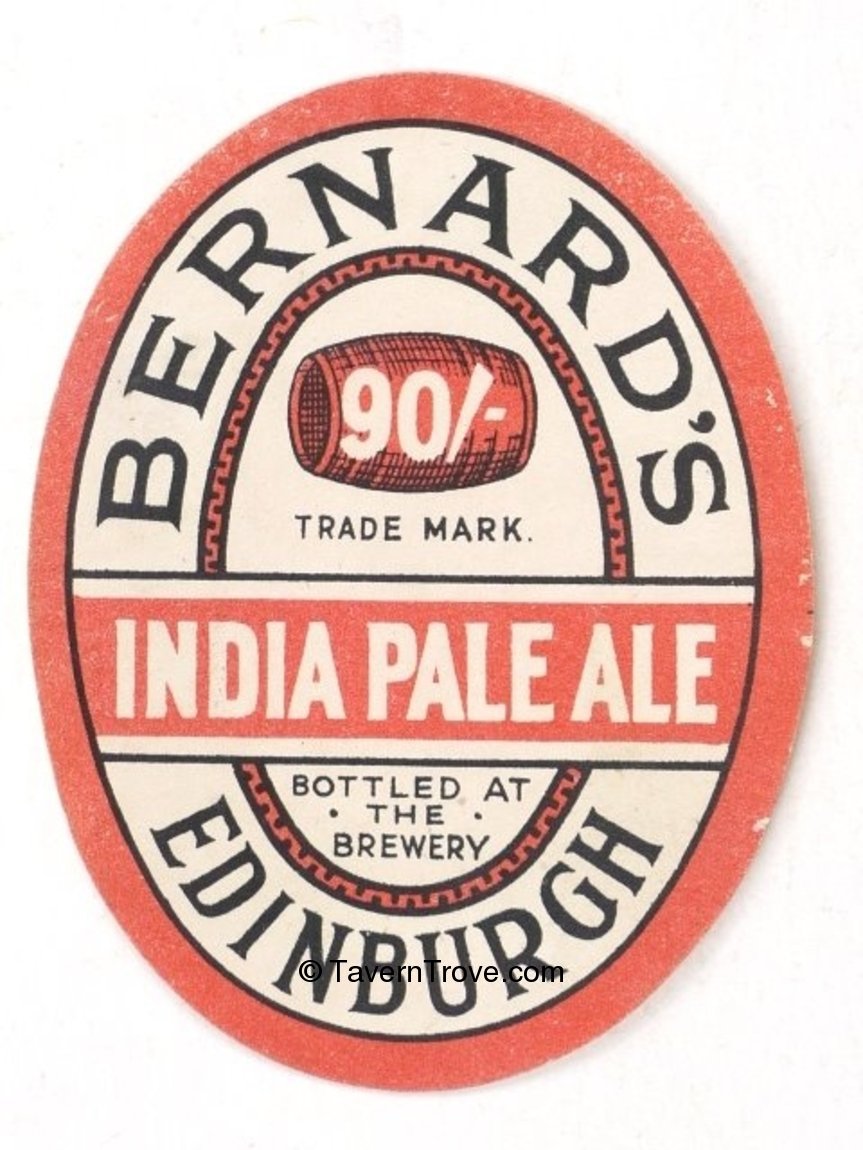 BERNARD'S
90/-
TRADE MARK.
INDIA PALE ALE
BOTTLED AT
· THE ·
BREWERY
EDINBURGH
© TavernTrove.com